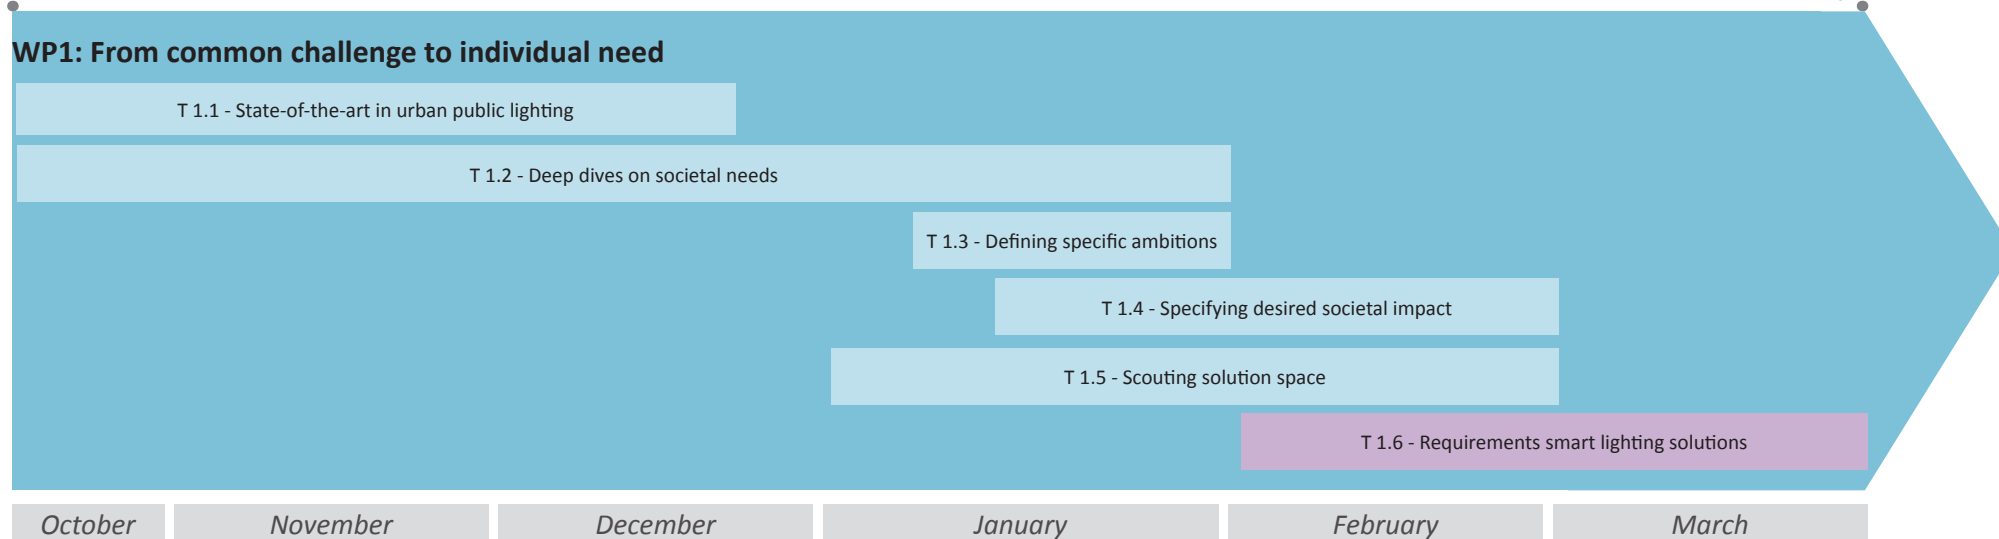 WP1: From common challenge to individual need
T 1.1 - State-of-the-art in urban public lighting
T 1.2 - Deep dives on societal needs
T 1.3 - Defining specific ambitions
T 1.4 - Specifying desired societal impact
T 1.5 - Scouting solution space
T 1.6 - Requirements smart lighting solutions
October November December January February March